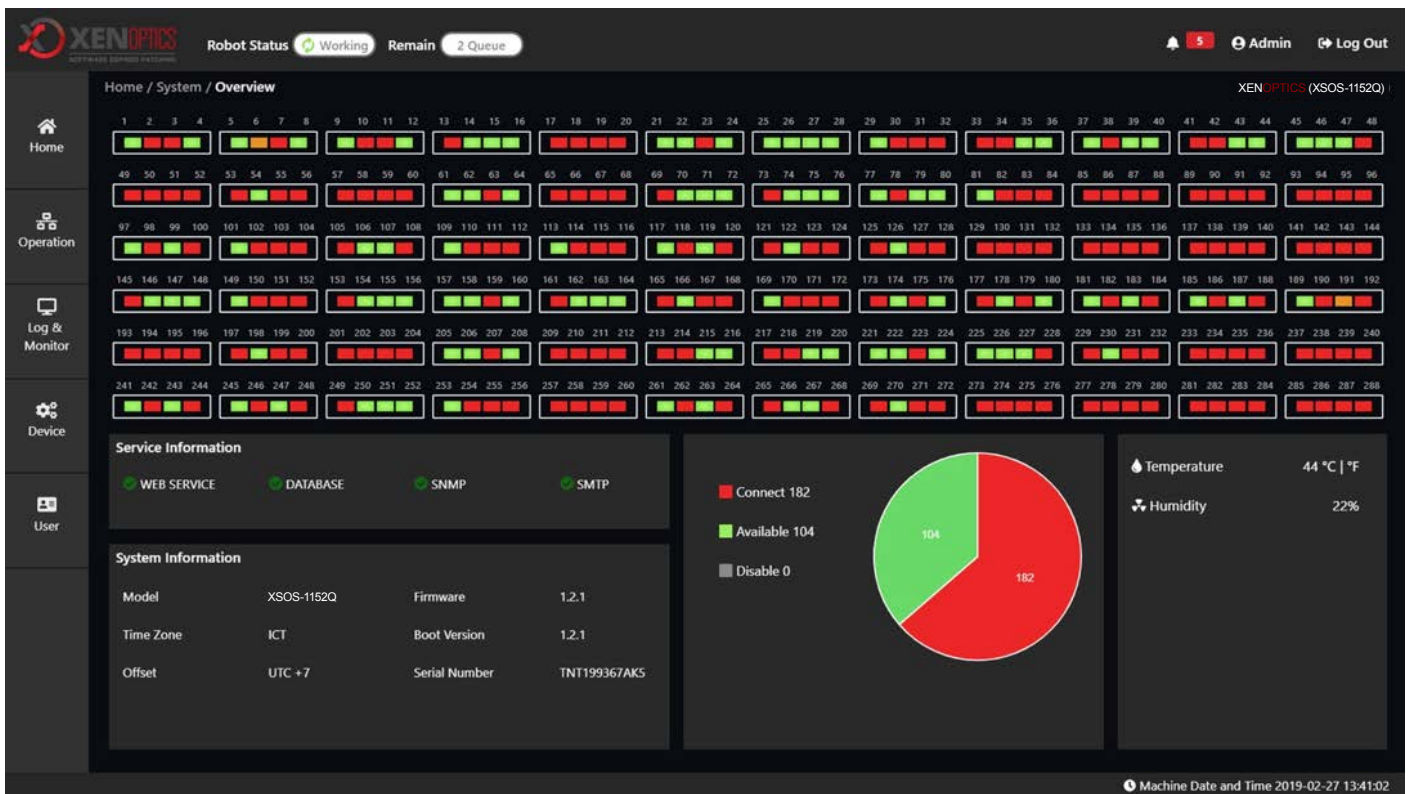 XENOPTICS
Robot Status Working Remain 2 Queue 5 Admin Log Out
Home / System / Overview XENOPTICS (XSOS-1152Q)
Home
Operation
Log & Monitor
Device
User
1 2 3 4 5 6 7 8 9 10 11 12 13 14 15 16 17 18 19 20 21 22 23 24 25 26 27 28 29 30 31 32 33 34 35 36 37 38 39 40 41 42 43 44 45 46 47 48
49 50 51 52 53 54 55 56 57 58 59 60 61 62 63 64 65 66 67 68 69 70 71 72 73 74 75 76 77 78 79 80 81 82 83 84 85 86 87 88 89 90 91 92 93 94 95 96
97 98 99 100 101 102 103 104 105 106 107 108 109 110 111 112 113 114 115 116 117 118 119 120 121 122 123 124 125 126 127 128 129 130 131 132 133 134 135 136 137 138 139 140 141 142 143 144
145 146 147 148 149 150 151 152 153 154 155 156 157 158 159 160 161 162 163 164 165 166 167 168 169 170 171 172 173 174 175 176 177 178 179 180 181 182 183 184 185 186 187 188 189 190 191 192
193 194 195 196 197 198 199 200 201 202 203 204 205 206 207 208 209 210 211 212 213 214 215 216 217 218 219 220 221 222 223 224 225 226 227 228 229 230 231 232 233 234 235 236 237 238 239 240
241 242 243 244 245 246 247 248 249 250 251 252 253 254 255 256 257 258 259 260 261 262 263 264 265 266 267 268 269 270 271 272 273 274 275 276 277 278 279 280 281 282 283 284 285 286 287 288
Service Information
WEB SERVICE DATABASE SNMP SMTP
System Information
Model XSOS-1152Q Firmware 1.2.1
Time Zone ICT Boot Version 1.2.1
Offset UTC +7 Serial Number TNT199367AK5
Connect 182
Available 104
Disable 0
104
182
Temperature 44 °C | °F
Humidity 22%
Machine Date and Time 2019-02-27 13:41:02